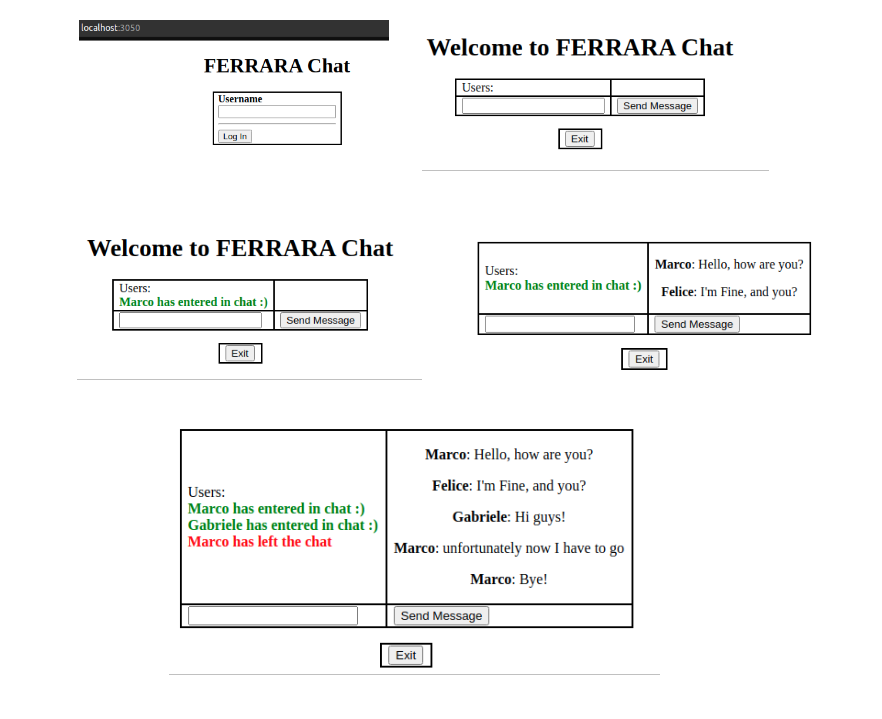 localhost:3050
FERRARA Chat
Username
Log In
Welcome to FERRARA Chat
Users:
Send Message
Exit
Welcome to FERRARA Chat
Users:
Marco has entered in chat :)
Send Message
Exit
Users:
Marco has entered in chat :)
Marco: Hello, how are you?
Felice: I'm Fine, and you?
Send Message
Exit
Users:
Marco has entered in chat :)
Gabriele has entered in chat :)
Marco has left the chat
Marco: Hello, how are you?
Felice: I'm Fine, and you?
Gabriele: Hi guys!
Marco: unfortunately now I have to go
Marco: Bye!
Send Message
Exit